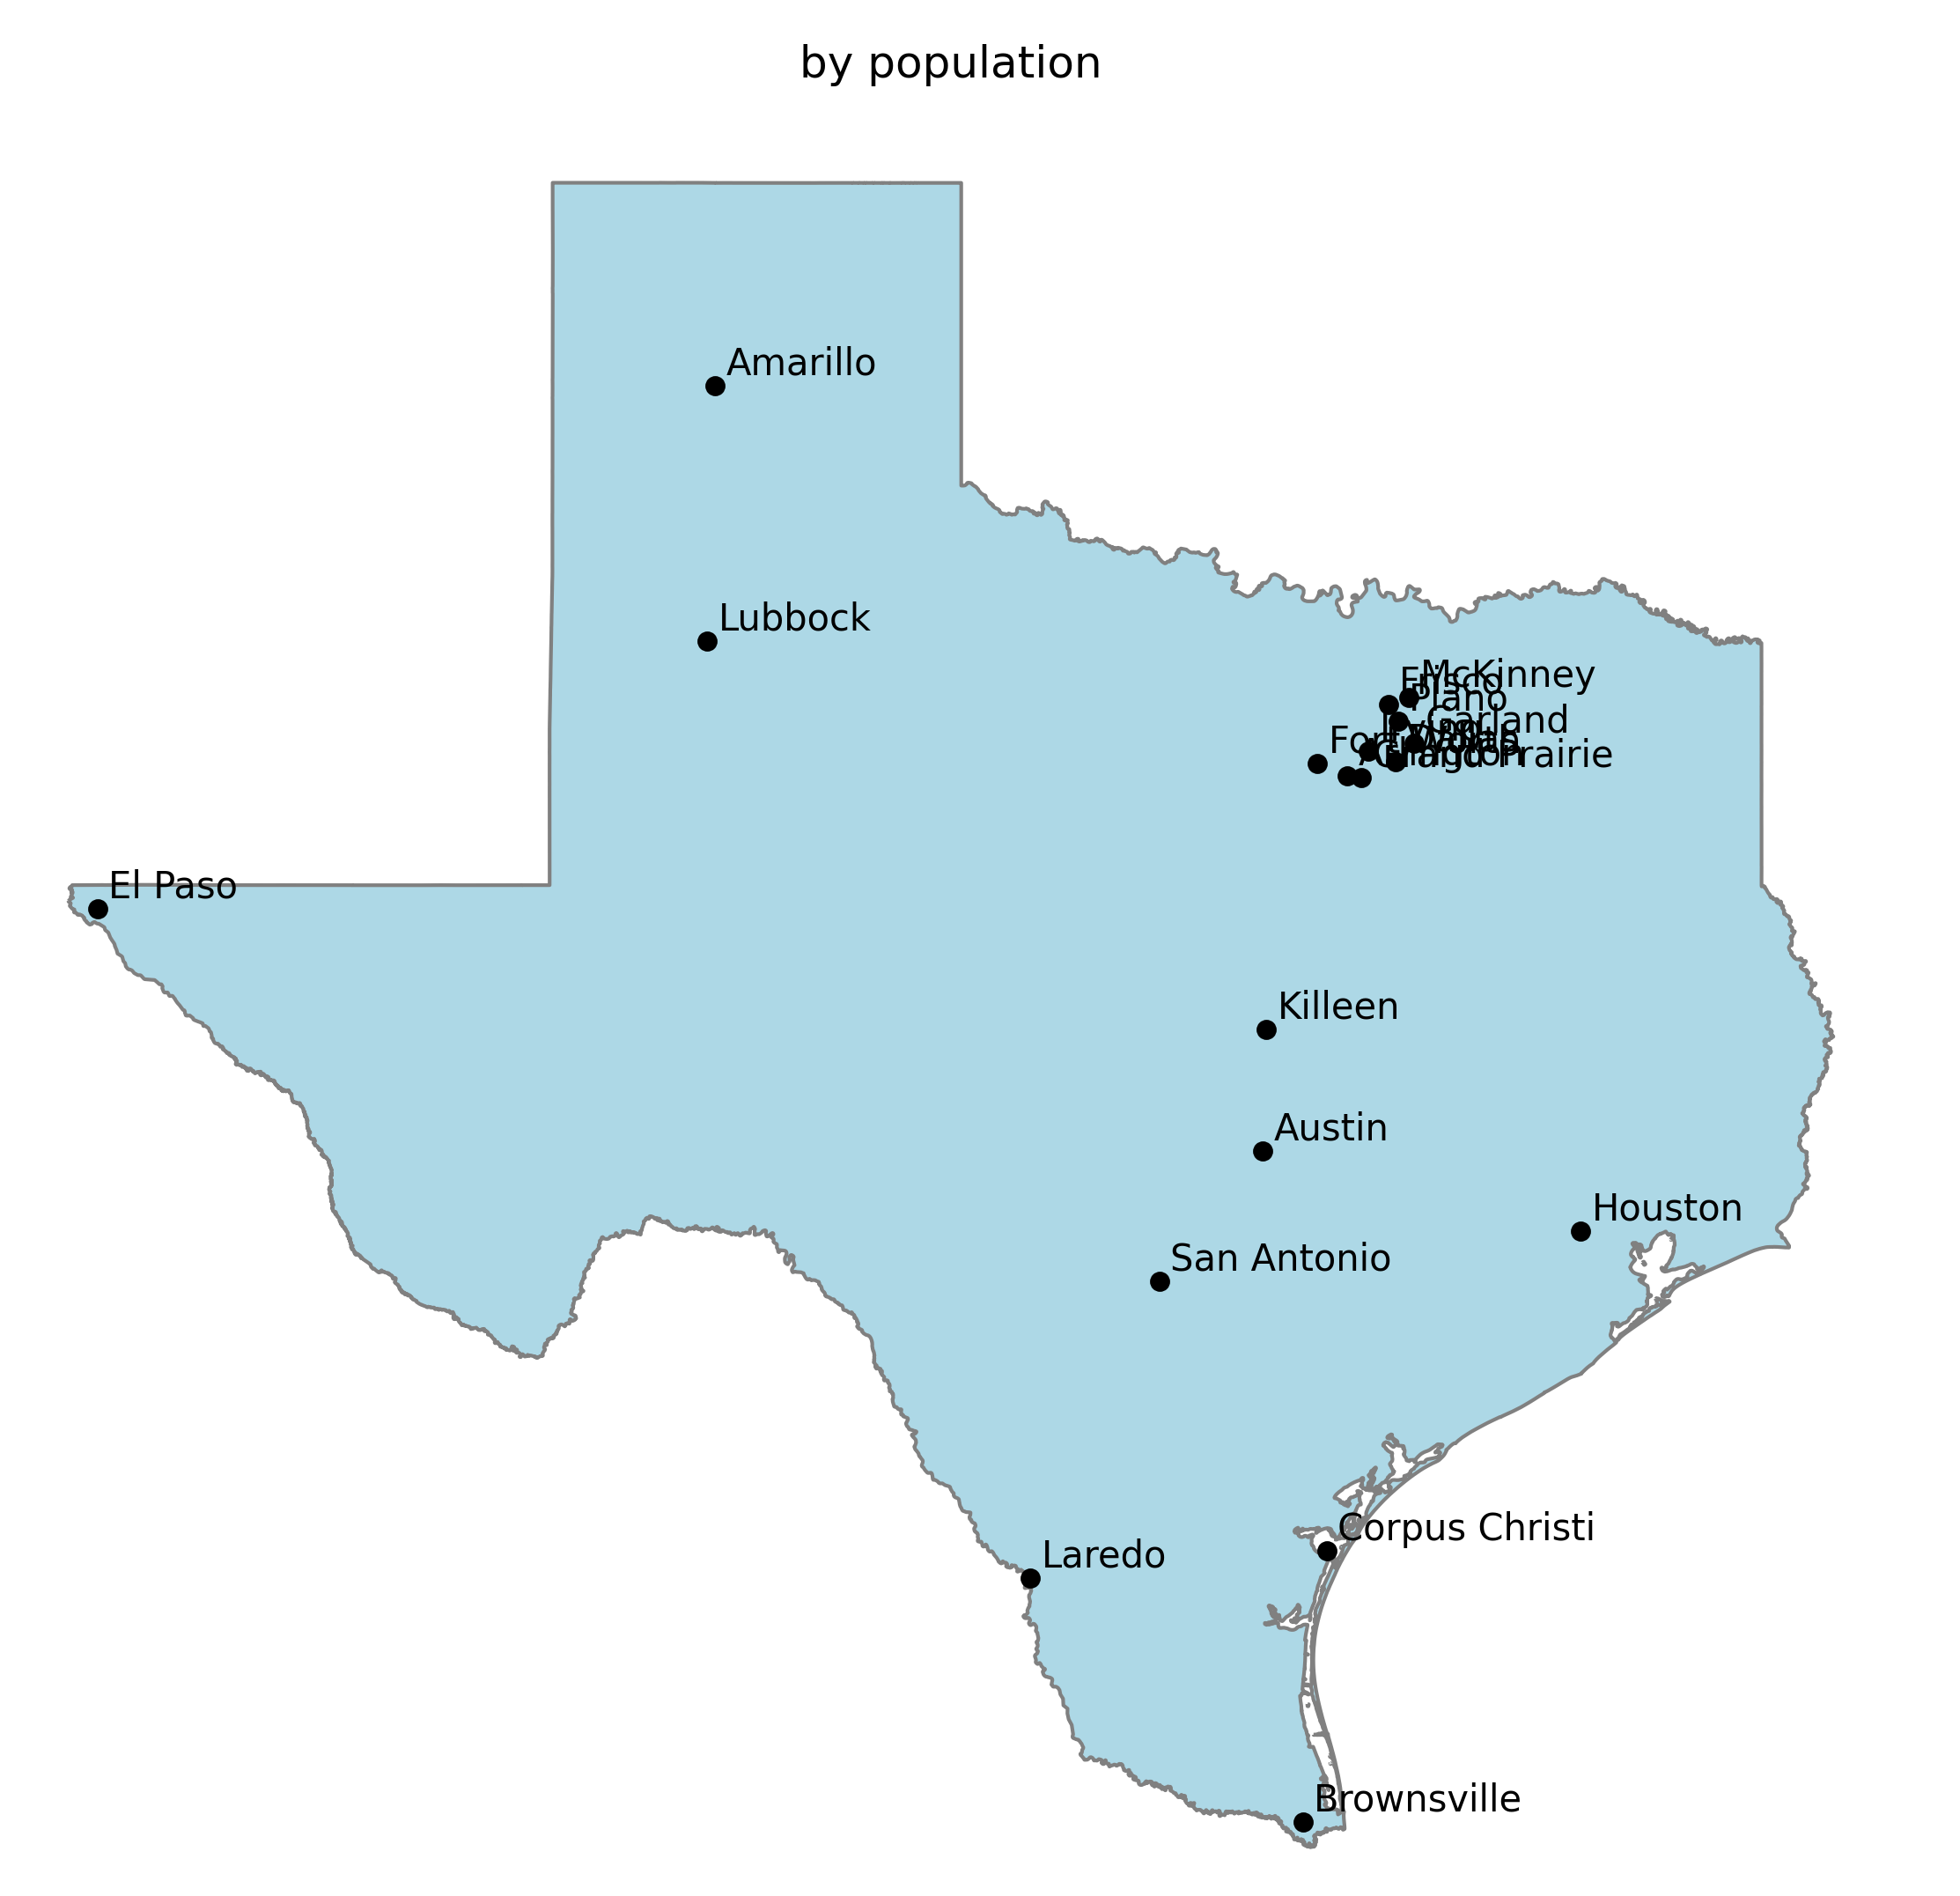 by population
Amarillo
Lubbock
McKinney
Frisco
Plano
Garland
Irving
Dallas
Fort Worth
Arlington
Grand Prairie
El Paso
Killeen
Austin
Houston
San Antonio
Corpus Christi
Laredo
Brownsville